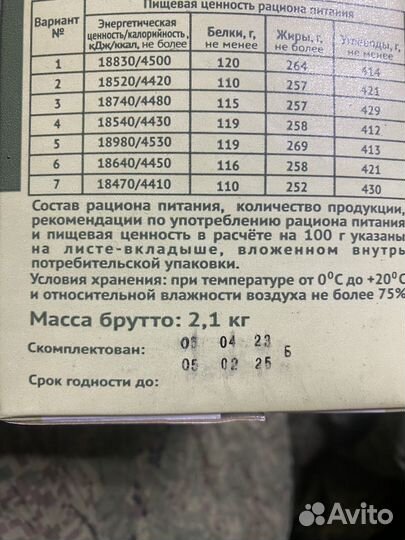 Пищевая ценность рациона питания
Вариант № Энергетическая ценность/калорийность, кДж/ккал, не более Белки, г, не менее Жиры, г, не более Углеводы, г, не менее
1 18830/4500 120 264 414
2 18520/4420 110 257 421
3 18740/4480 115 257 429
4 18540/4430 119 258 412
5 18980/4530 119 269 413
6 18640/4450 116 258 421
7 18470/4410 110 252 430
Состав рациона питания, количество продукции,
рекомендации по употреблению рациона питания
и пищевая ценность в расчёте на 100 г указаны
на листе-вкладыше, вложенном внутрь
потребительской упаковки.
Условия хранения: при температуре от 0⁰С до +20⁰С
и относительной влажности воздуха не более 75%
Масса брутто: 2,1 кг
Скомплектован: 04 23
05 02 25 Б
Срок годности до:
Avito